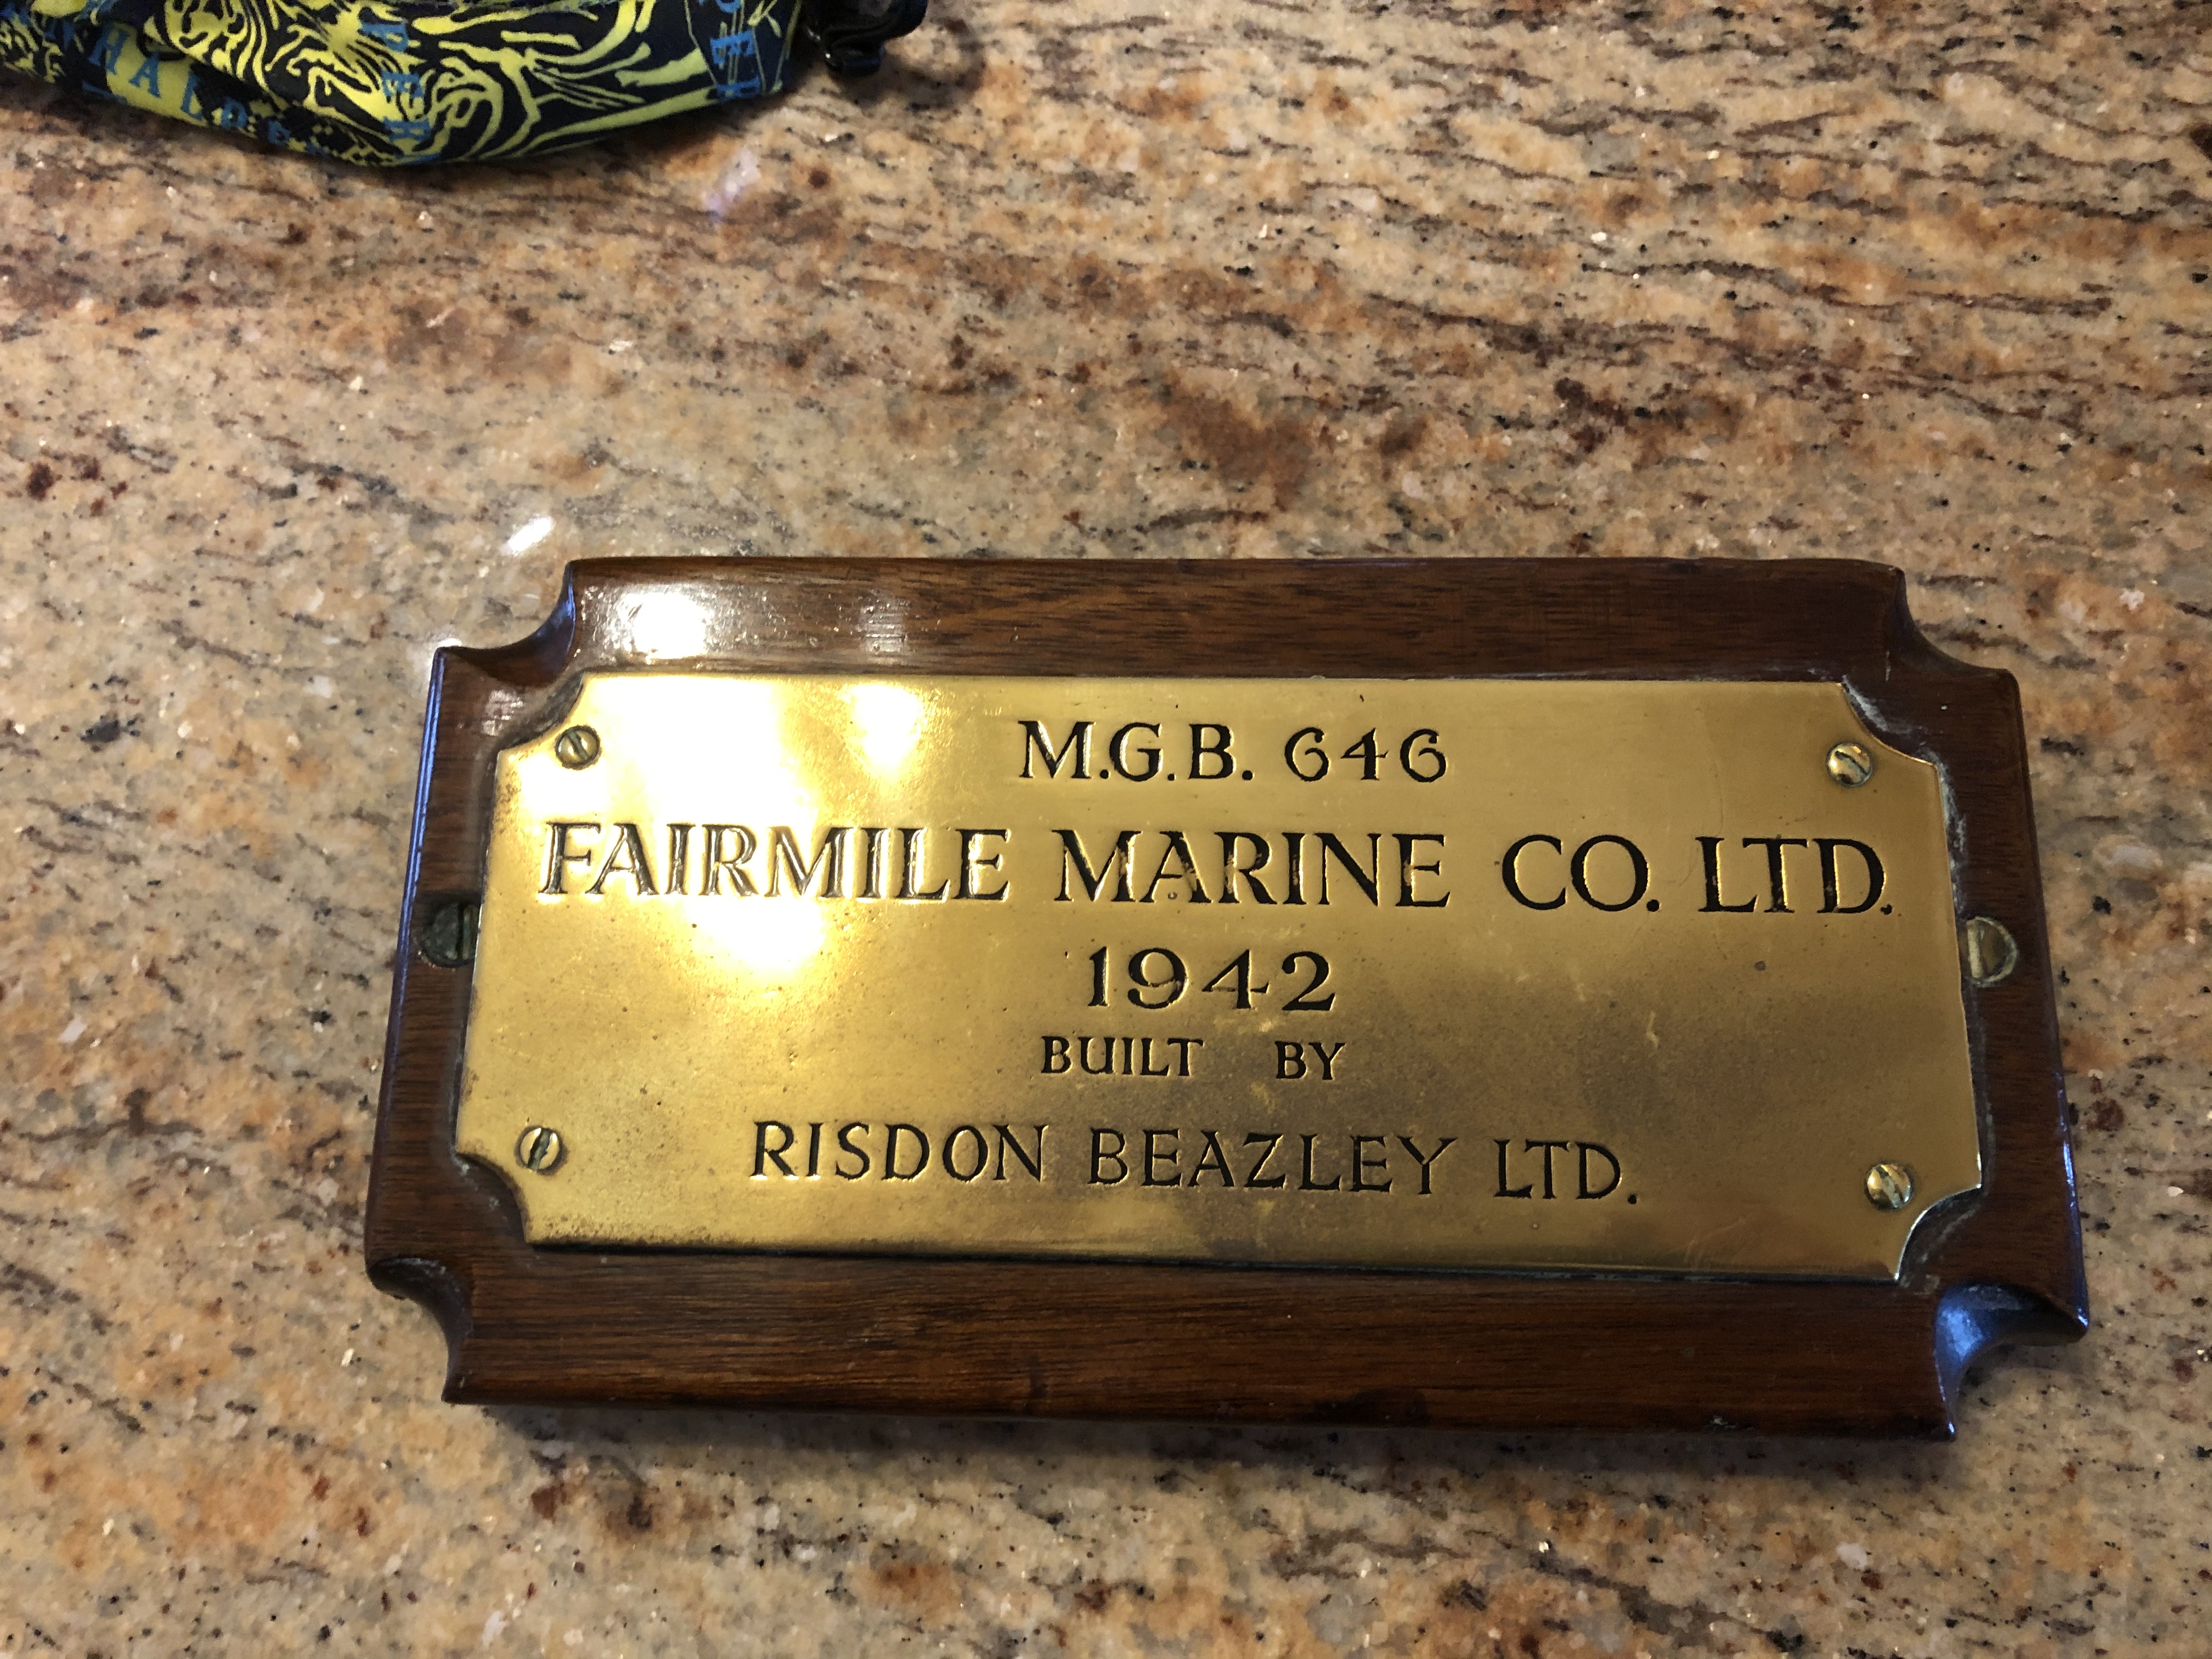 M.G.B. 646
FAIRMILE MARINE CO. LTD.
1942
BUILT BY
RISDON BEAZLEY LTD.